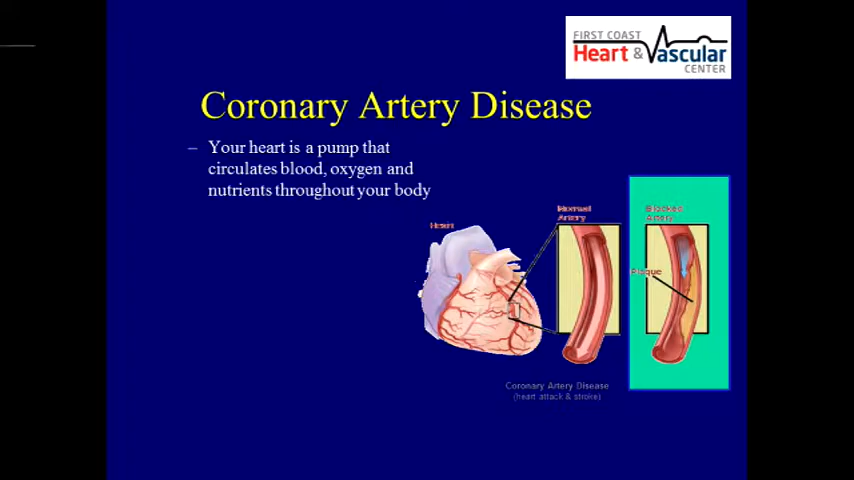 FIRST COAST
Heart & Vascular
CENTER
Coronary Artery Disease
– Your heart is a pump that
circulates blood, oxygen and
nutrients throughout your body
Heart
Normal
Artery
Blocked
Artery
Plaque
Coronary Artery Disease
(heart attack & stroke)